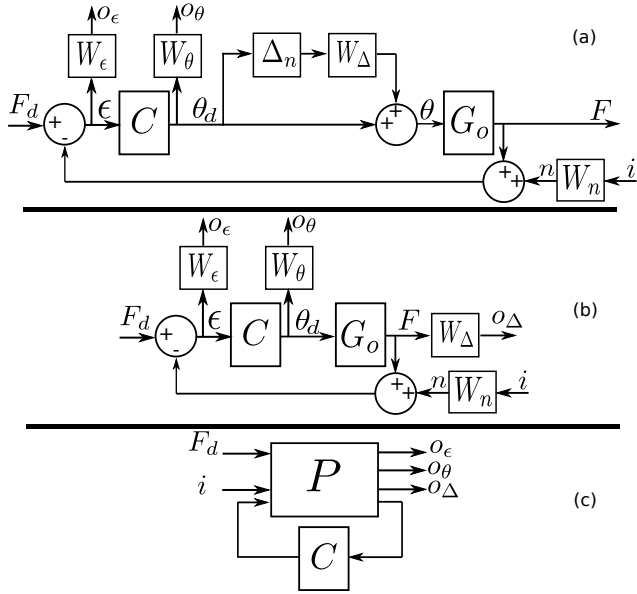 o_ϵ o_θ
W_ϵ W_θ Δ_n W_Δ (a)
F_d + - ϵ C θ_d + + θ G_o F
+ + n W_n i
o_ϵ o_θ
W_ϵ W_θ (b)
F_d + - ϵ C θ_d G_o F W_Δ o_Δ
+ + n W_n i
F_d P o_ϵ
o_θ
i o_Δ
(c)
C